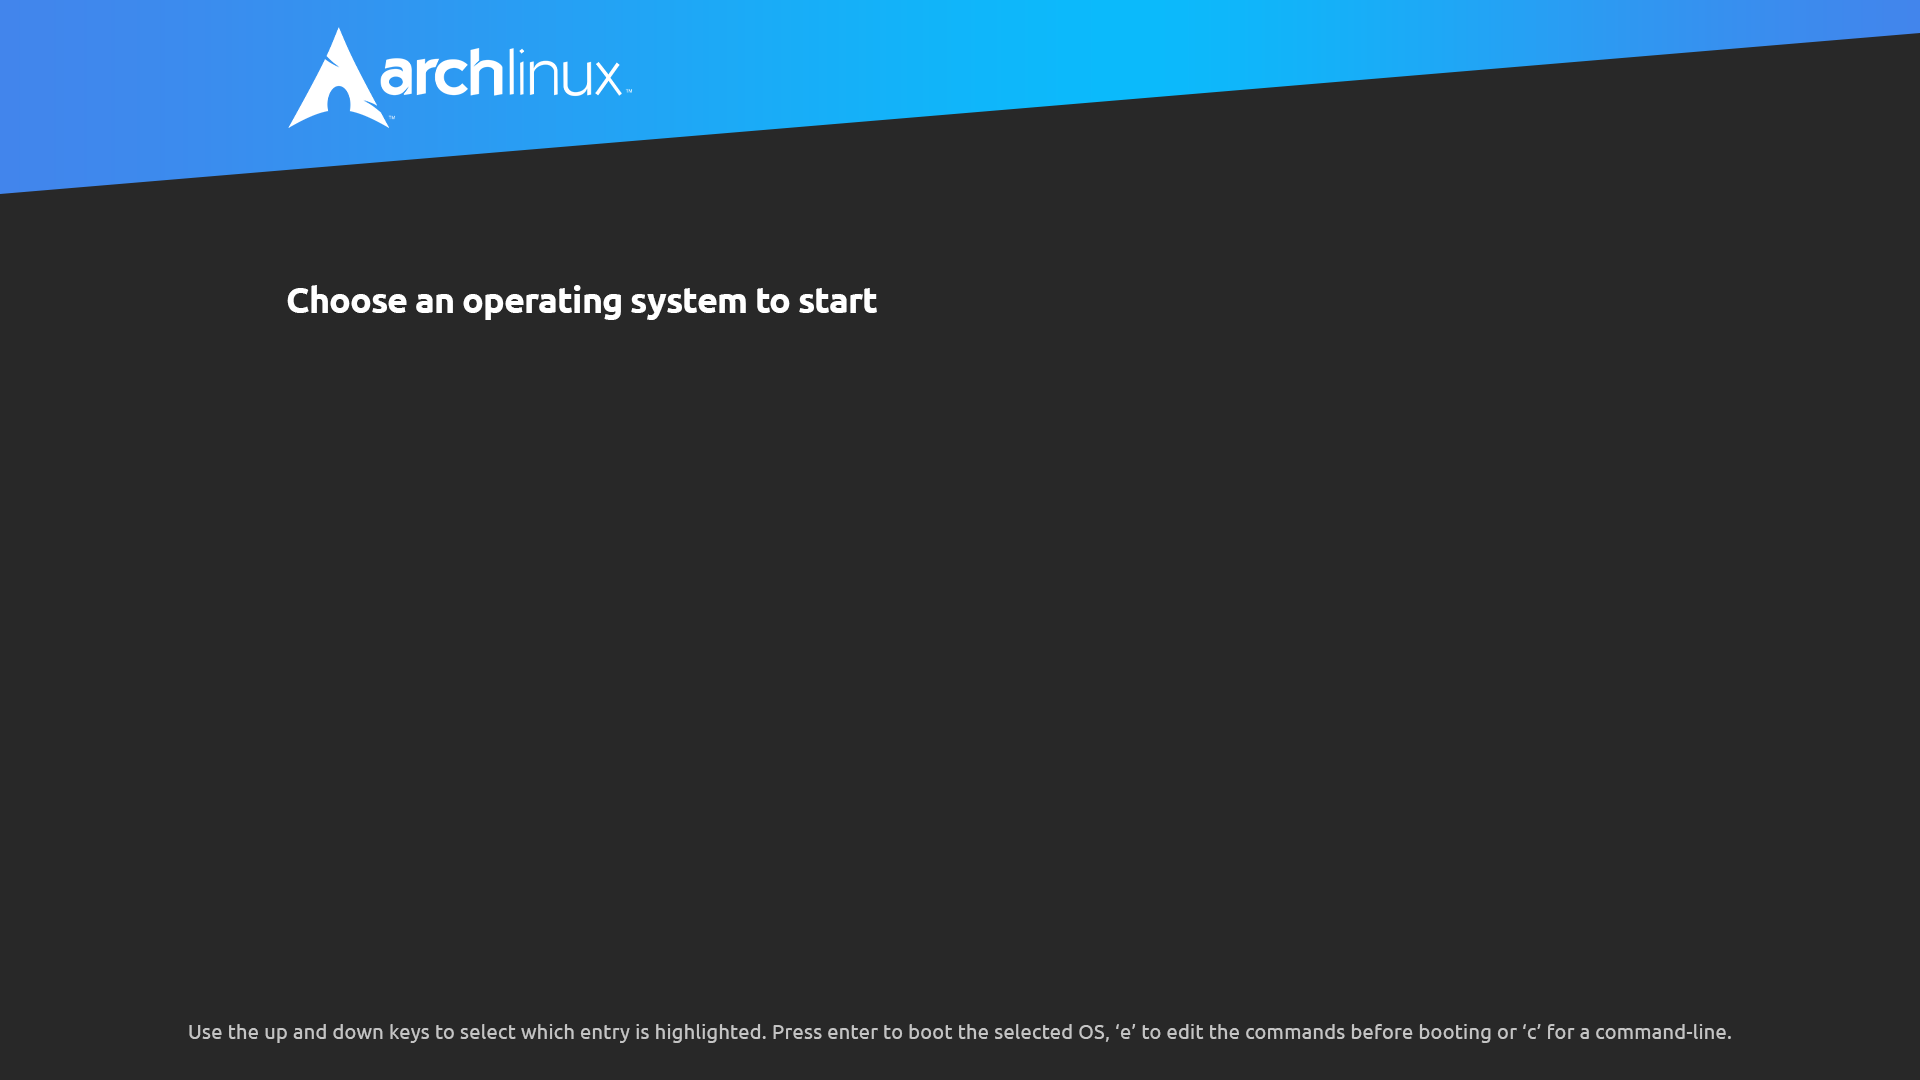 archlinux™
™
Choose an operating system to start
Use the up and down keys to select which entry is highlighted. Press enter to boot the selected OS, ‘e’ to edit the commands before booting or ‘c’ for a command-line.